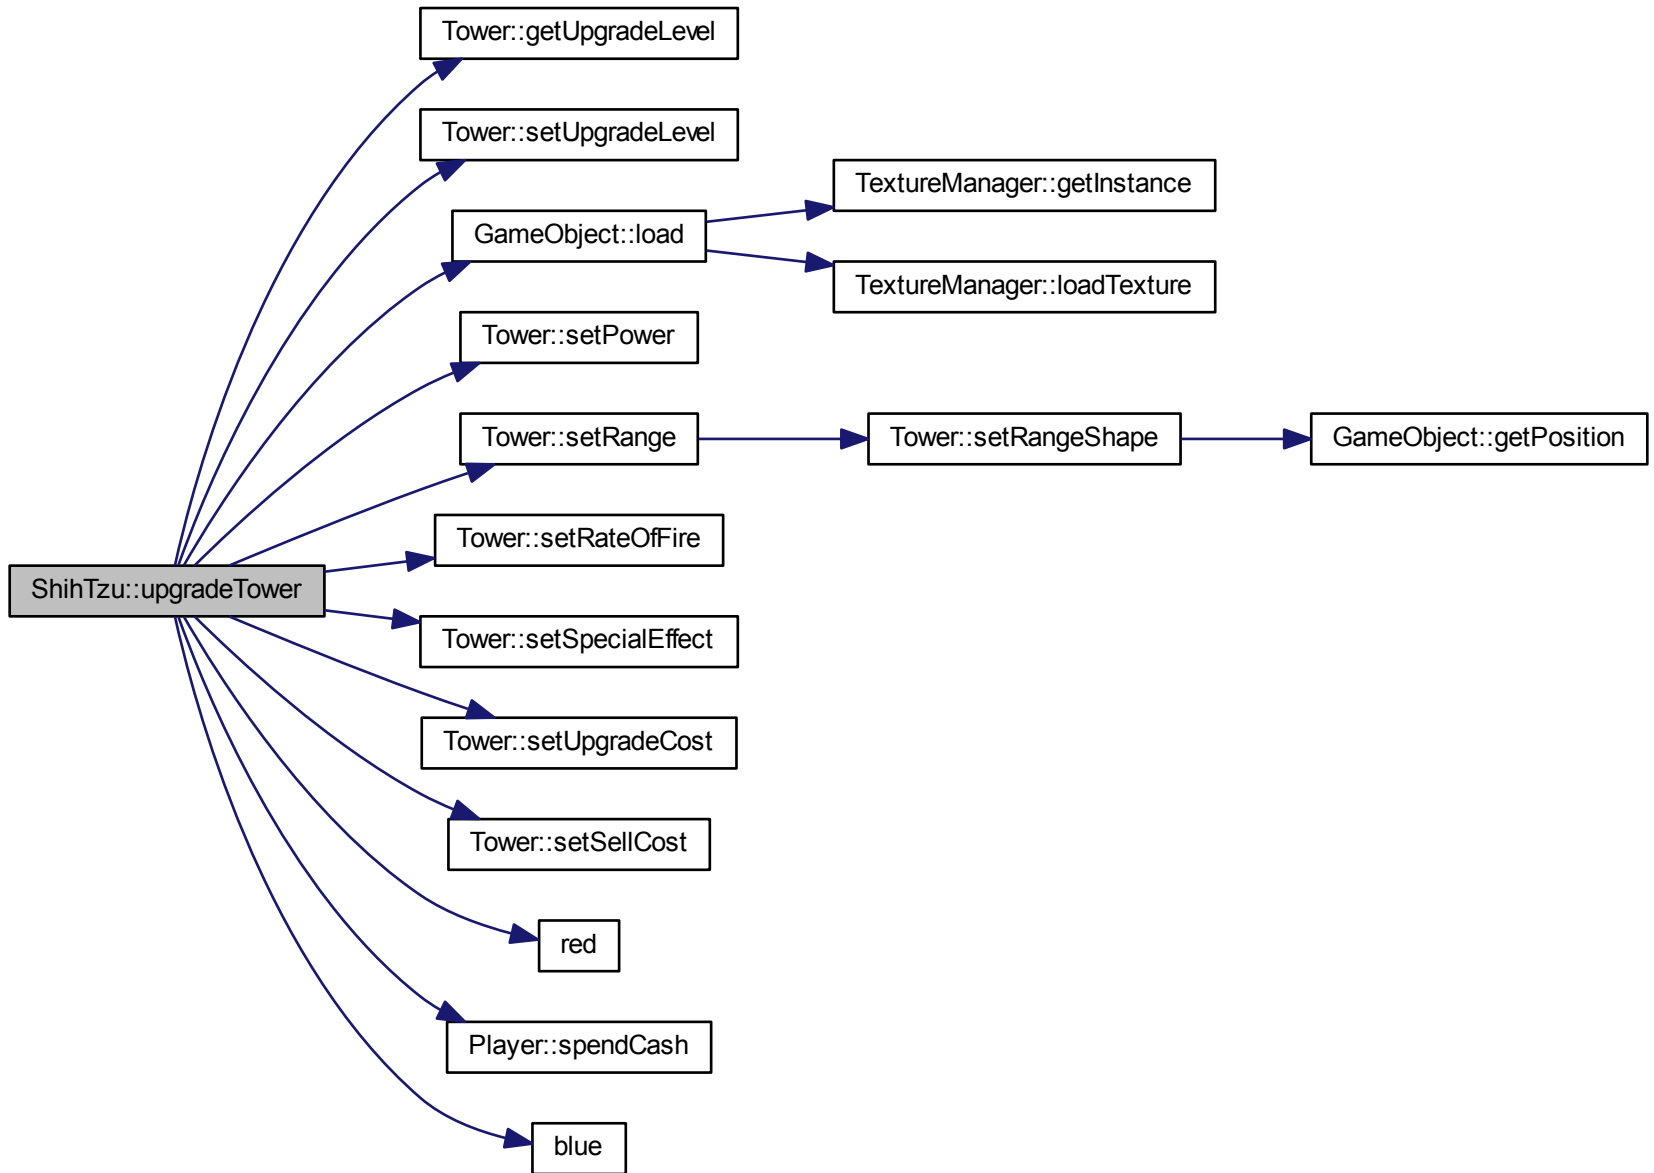 Tower::getUpgradeLevel
Tower::setUpgradeLevel
TextureManager::getInstance
GameObject::load
TextureManager::loadTexture
Tower::setPower
Tower::setRange
Tower::setRangeShape
GameObject::getPosition
Tower::setRateOfFire
ShihTzu::upgradeTower
Tower::setSpecialEffect
Tower::setUpgradeCost
Tower::setSellCost
red
Player::spendCash
blue